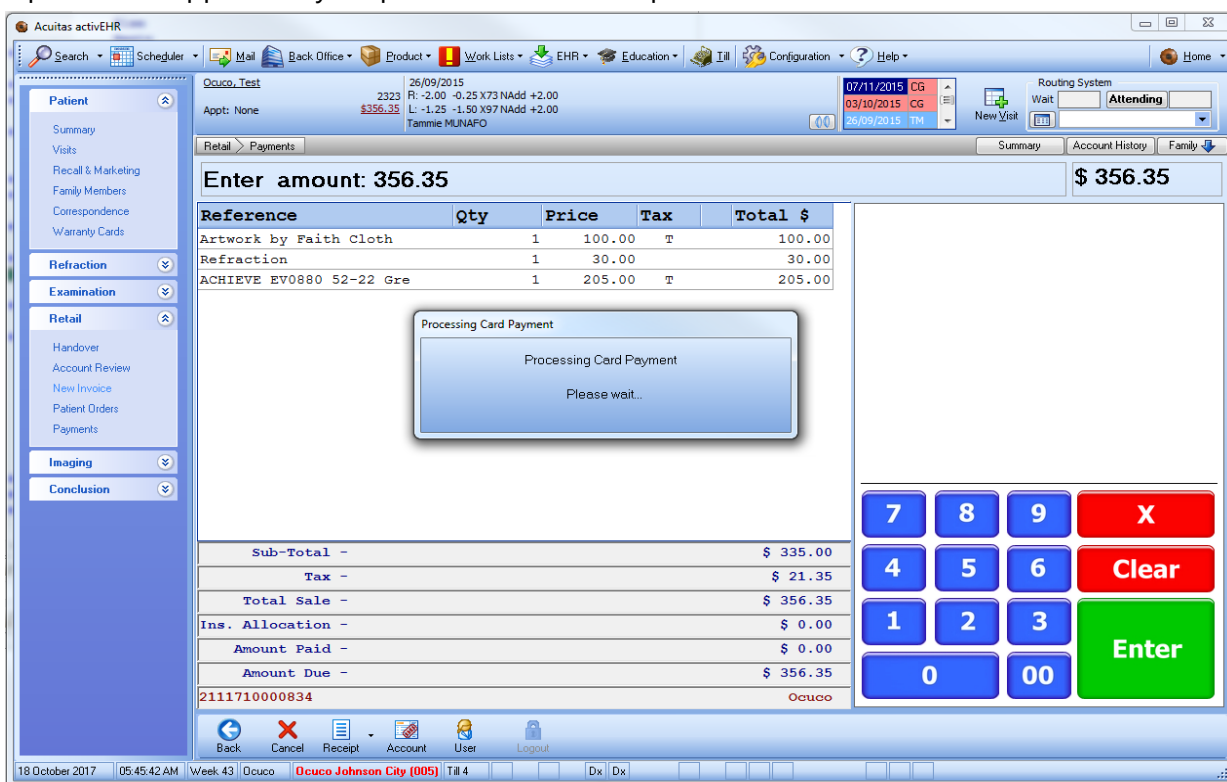 Acuitas activEHR
Search Scheduler Mail Back Office Product Work Lists EHR Education Till Configuration Help Home
Patient
Summary
Visits
Recall & Marketing
Family Members
Correspondence
Warranty Cards
Refraction
Examination
Retail
Handover
Account Review
New Invoice
Patient Orders
Payments
Imaging
Conclusion
Ocuco, Test
2323
Appt: None $356.35
26/09/2015
R: -2.00 -0.25 X73 NAdd +2.00
L: -1.25 -1.50 X97 NAdd +2.00
Tammie MUNAFO
07/11/2015 CG
03/10/2015 CG
26/09/2015 TM
New Visit
Routing System
Wait Attending
Retail Payments Summary Account History Family
Enter amount: 356.35 $ 356.35
Reference Qty Price Tax Total $
Artwork by Faith Cloth 1 100.00 T 100.00
Refraction 1 30.00 30.00
ACHIEVE EV0880 52-22 Gre 1 205.00 T 205.00
Processing Card Payment
Processing Card Payment
Please wait...
Sub-Total - $ 335.00
Tax - $ 21.35
Total Sale - $ 356.35
Ins. Allocation - $ 0.00
Amount Paid - $ 0.00
Amount Due - $ 356.35
2111710000834 Ocuco
7 8 9 X
4 5 6 Clear
1 2 3 Enter
0 00
Back Cancel Receipt Account User Logout
18 October 2017 05:45:42 AM Week 43 Ocuco Ocuco Johnson City (005) Till 4 Dx Dx